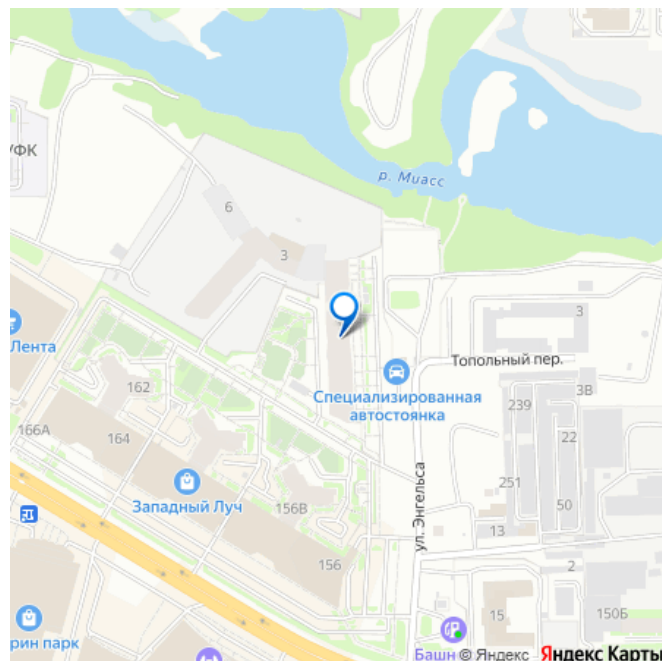 УФК
р. Миасс
6
3
3
Лента
Топольный пер.
3В
Специализированная
автостоянка
162
239
22
166А
164
251
50
Западный Луч
156В
ул. Энгельса
13
156
2
15
150Б
рин парк
Башн
© Яндекс Яндекс Карты